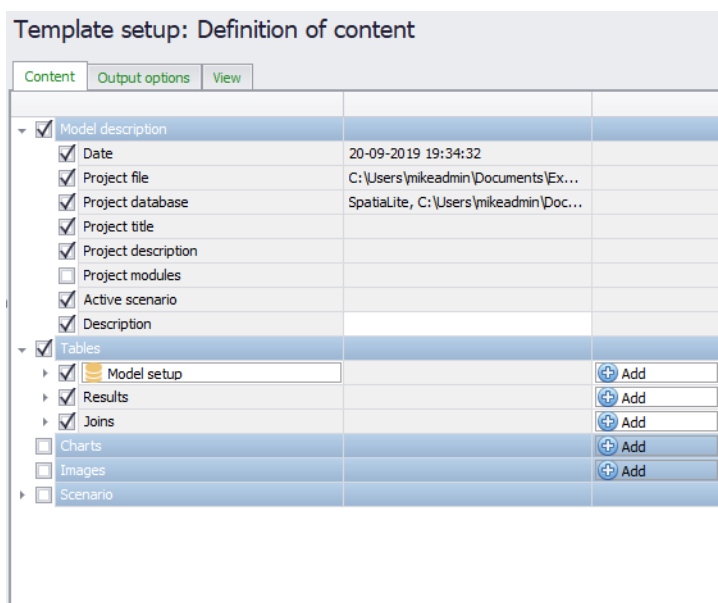 Template setup: Definition of content
Content Output options View
Model description
Date 20-09-2019 19:34:32
Project file C:\Users\mikeadmin\Documents\Ex...
Project database SpatiaLite, C:\Users\mikeadmin\Doc...
Project title
Project description
Project modules
Active scenario
Description
Tables
Model setup Add
Results Add
Joins Add
Charts Add
Images Add
Scenario